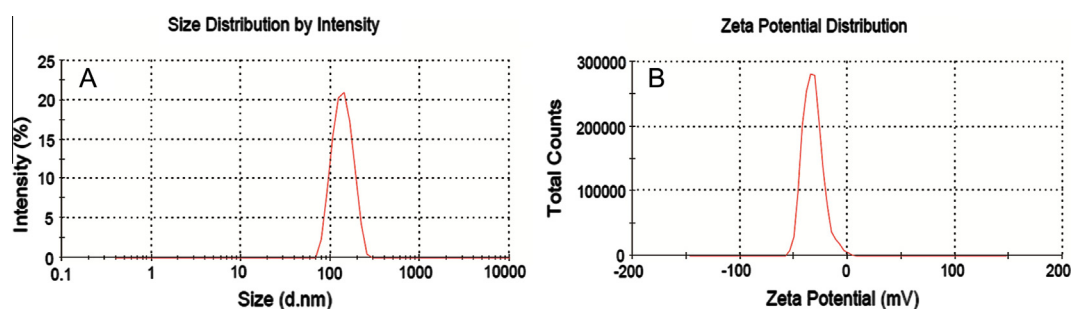 Size Distribution by Intensity
A
Intensity (%)
25
20
15
10
5
0
0.1 1 10 100 1000 10000
Size (d.nm)
Zeta Potential Distribution
B
Total Counts
300000
200000
100000
0
-200 -100 0 100 200
Zeta Potential (mV)